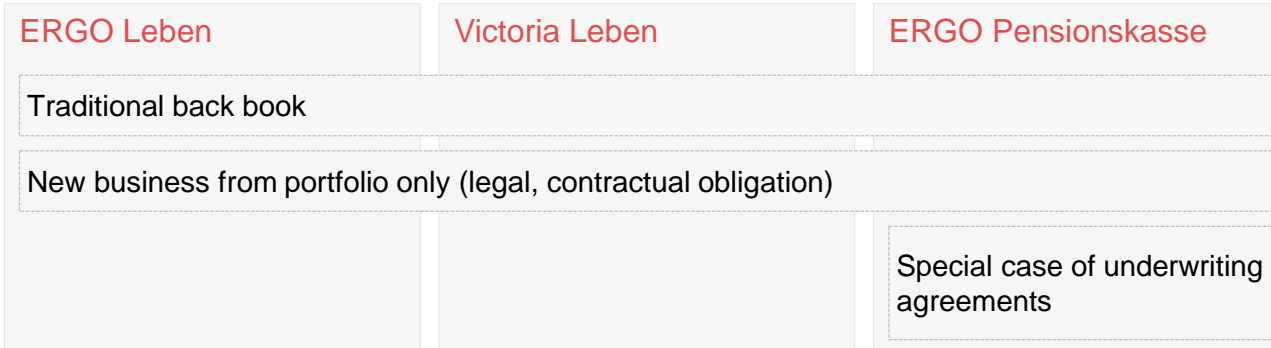 ERGO Leben
Victoria Leben
ERGO Pensionskasse
Traditional back book
New business from portfolio only (legal, contractual obligation)
Special case of underwriting
agreements